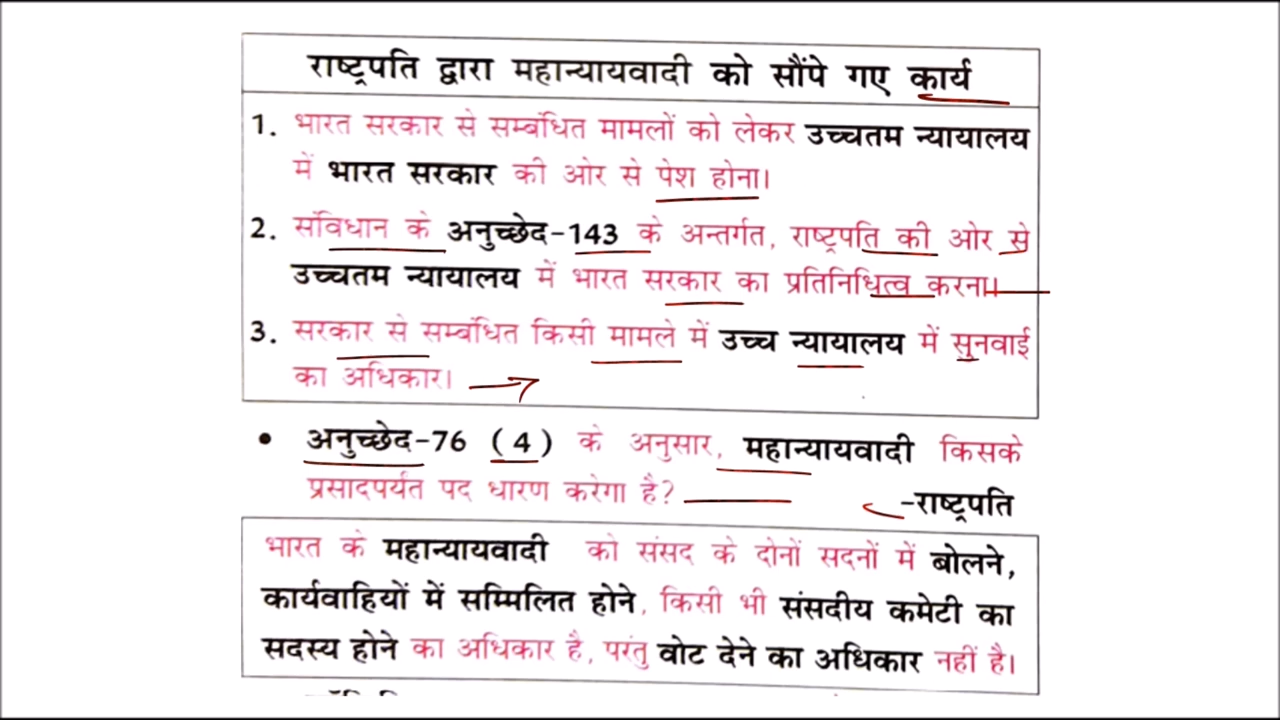 राष्ट्रपति द्वारा महान्यायवादी को सौंपे गए कार्य
1. भारत सरकार से सम्बंधित मामलों को लेकर उच्चतम न्यायालय
में भारत सरकार की ओर से पेश होना।
2. संविधान के अनुच्छेद-143 के अन्तर्गत, राष्ट्रपति की ओर से
उच्चतम न्यायालय में भारत सरकार का प्रतिनिधित्व करना।
3. सरकार से सम्बंधित किसी मामले में उच्च न्यायालय में सुनवाई
का अधिकार।
• अनुच्छेद-76 (4) के अनुसार, महान्यायवादी किसके
प्रसादपर्यंत पद धारण करेगा है?
-राष्ट्रपति
भारत के महान्यायवादी को संसद के दोनों सदनों में बोलने,
कार्यवाहियों में सम्मिलित होने, किसी भी संसदीय कमेटी का
सदस्य होने का अधिकार है, परंतु वोट देने का अधिकार नहीं है।